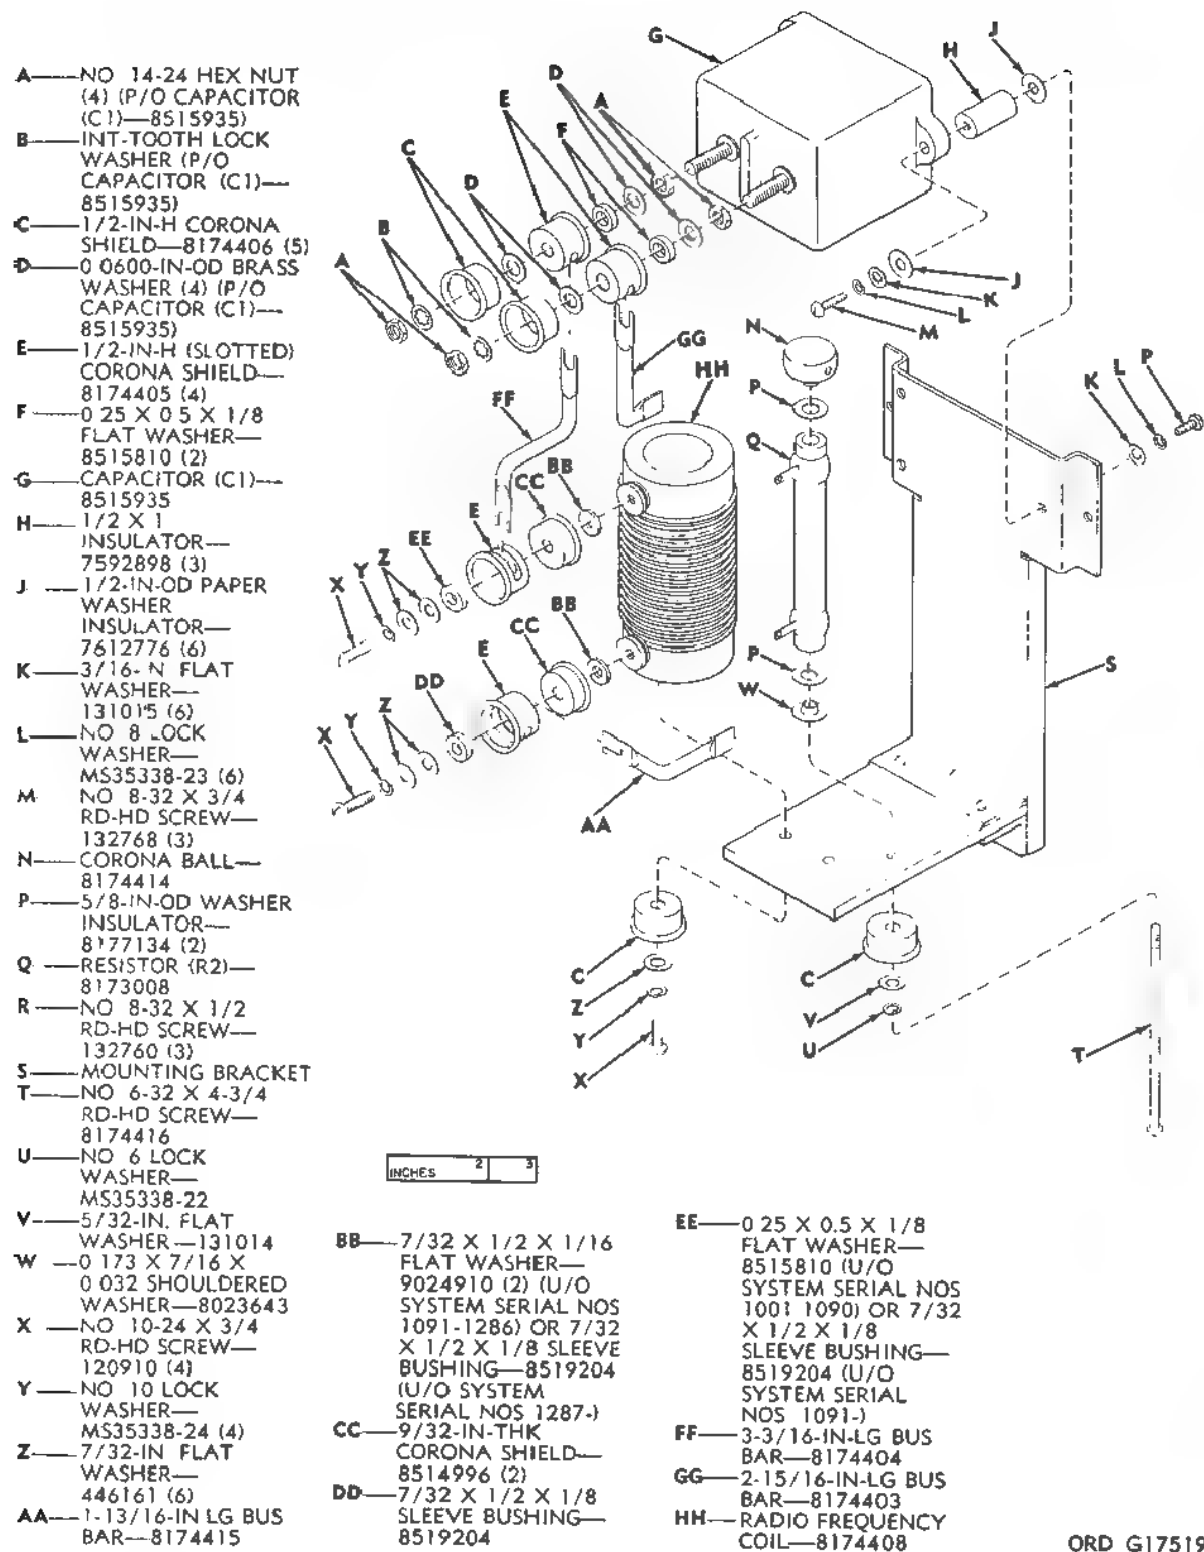 A—NO 14-24 HEX NUT
(4) (P/O CAPACITOR
(C1)—8515935)
B—INT-TOOTH LOCK
WASHER (P/O
CAPACITOR (C1)—
8515935)
C—1/2-IN-H CORONA
SHIELD—8174406 (5)
D—0 0600-IN-OD BRASS
WASHER (4) (P/O
CAPACITOR (C1)—
8515935)
E—1/2-IN-H (SLOTTED)
CORONA SHIELD—
8174405 (4)
F—0 25 X 0 5 X 1/8
FLAT WASHER—
8515810 (2)
G—CAPACITOR (C1)—
8515935
H—1/2 X 1
INSULATOR—
7592898 (3)
J—1/2-IN-OD PAPER
WASHER
INSULATOR—
7612776 (6)
K—3/16- N FLAT
WASHER—
131015 (6)
L—NO 8 LOCK
WASHER—
MS35338-23 (6)
M NO 8-32 X 3/4
RD-HD SCREW—
132768 (3)
N—CORONA BALL—
8174414
P—5/8-IN-OD WASHER
INSULATOR—
8177134 (2)
Q—RESISTOR (R2)—
8173008
R—NO 8-32 X 1/2
RD-HD SCREW—
132760 (3)
S—MOUNTING BRACKET
T—NO 6-32 X 4-3/4
RD-HD SCREW—
8174416
U—NO 6 LOCK
WASHER—
MS35338-22
V—5/32-IN. FLAT
WASHER—131014
W—0 173 X 7/16 X
0 032 SHOULDERED
WASHER—8023643
X—NO 10-24 X 3/4
RD-HD SCREW—
120910 (4)
Y—NO 10 LOCK
WASHER—
MS35338-24 (4)
Z—7/32-IN FLAT
WASHER—
446161 (6)
AA—1-13/16-IN LG BUS
BAR—8174415
G
J
H
D
A
E
F
C
D
B
A
J
K
L
M
N
GG
HH
P
L
K
P
FF
Q
BB
CC
E
EE
Z
Y
X
BB
CC
E
P
S
DD
W
Z
Y
X
AA
C
C
Z
V
Y
U
T
X
INCHES 2 3
BB—7/32 X 1/2 X 1/16
FLAT WASHER—
9024910 (2) (U/O
SYSTEM SERIAL NOS
1091-1286) OR 7/32
X 1/2 X 1/8 SLEEVE
BUSHING—8519204
(U/O SYSTEM
SERIAL NOS 1287-)
CC—9/32-IN-THK
CORONA SHIELD—
8514996 (2)
DD—7/32 X 1/2 X 1/8
SLEEVE BUSHING—
8519204
EE—0 25 X 0.5 X 1/8
FLAT WASHER—
8515810 (U/O
SYSTEM SERIAL NOS
1001 1090) OR 7/32
X 1/2 X 1/8
SLEEVE BUSHING—
8519204 (U/O
SYSTEM SERIAL
NOS 1091-)
FF—3-3/16-IN-LG BUS
BAR—8174404
GG—2-15/16-IN-LG BUS
BAR—8174403
HH—RADIO FREQUENCY
COIL—8174408
ORD G17519